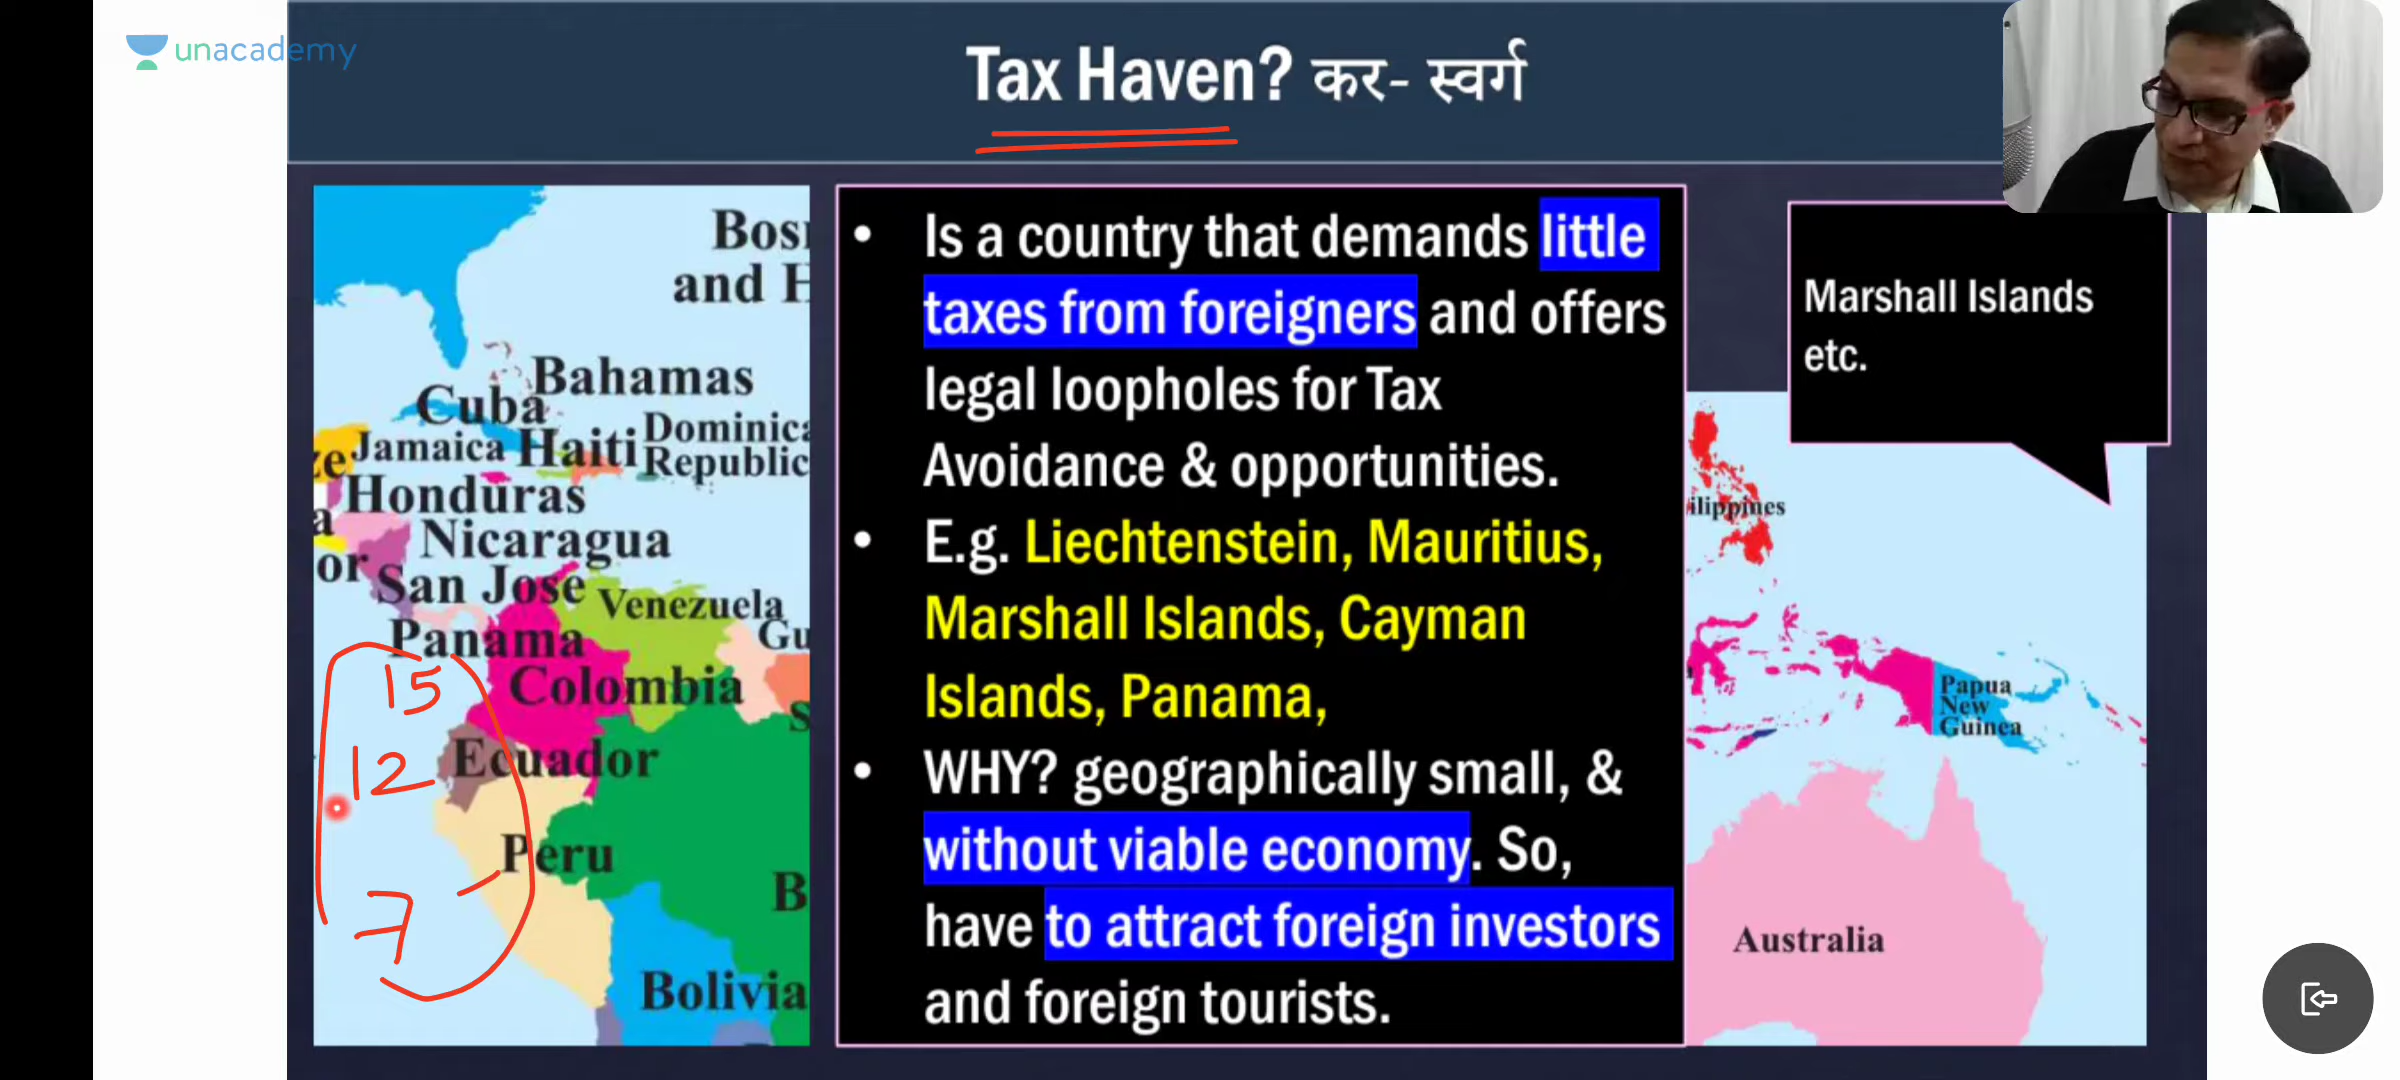 unacademy
Tax Haven? कर- स्वर्ग
Bahamas
Cuba
Jamaica Haiti
Republic
Honduras
Nicaragua
San Jose
Venezuela
Panama
Colombia
Ecuador
Peru
Bolivia
15
12
7
• Is a country that demands little
taxes from foreigners and offers
legal loopholes for Tax
Avoidance & opportunities.
• E.g. Liechtenstein, Mauritius,
Marshall Islands, Cayman
Islands, Panama,
• WHY? geographically small, &
without viable economy. So,
have to attract foreign investors
and foreign tourists.
Marshall Islands
etc.
Papua
New
Guinea
Australia